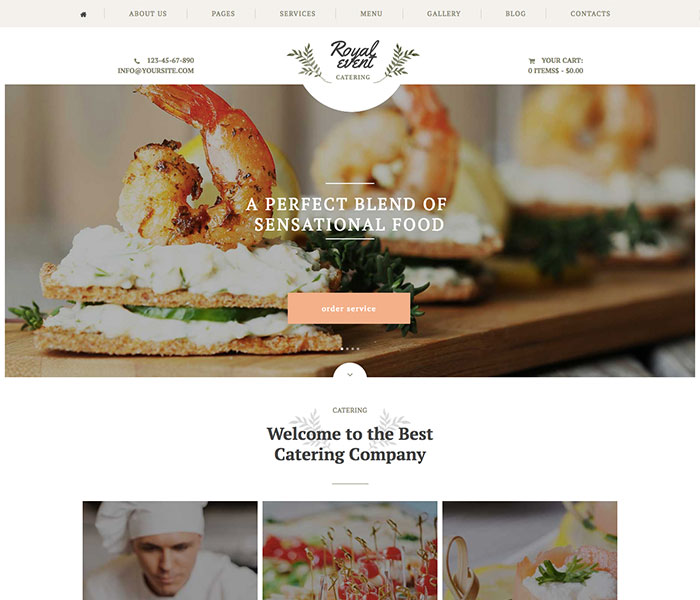 ABOUT US PAGES SERVICES MENU GALLERY BLOG CONTACTS
123-45-67-890
INFO@YOURSITE.COM
Royal
event
CATERING
YOUR CART:
0 ITEMS$ - $0.00
A PERFECT BLEND OF
SENSATIONAL FOOD
order service
CATERING
Welcome to the Best
Catering Company